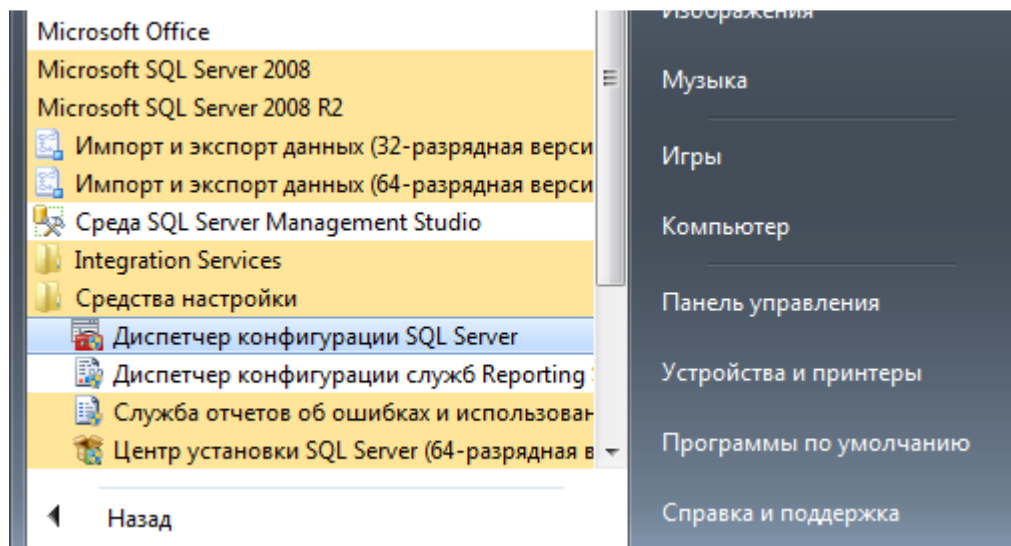 Microsoft Office
Microsoft SQL Server 2008
Microsoft SQL Server 2008 R2
Импорт и экспорт данных (32-разрядная верси
Импорт и экспорт данных (64-разрядная верси
Среда SQL Server Management Studio
Integration Services
Средства настройки
Диспетчер конфигурации SQL Server
Диспетчер конфигурации служб Reporting
Служба отчетов об ошибках и использован
Центр установки SQL Server (64-разрядная в
Назад
Изображения
Музыка
Игры
Компьютер
Панель управления
Устройства и принтеры
Программы по умолчанию
Справка и поддержка